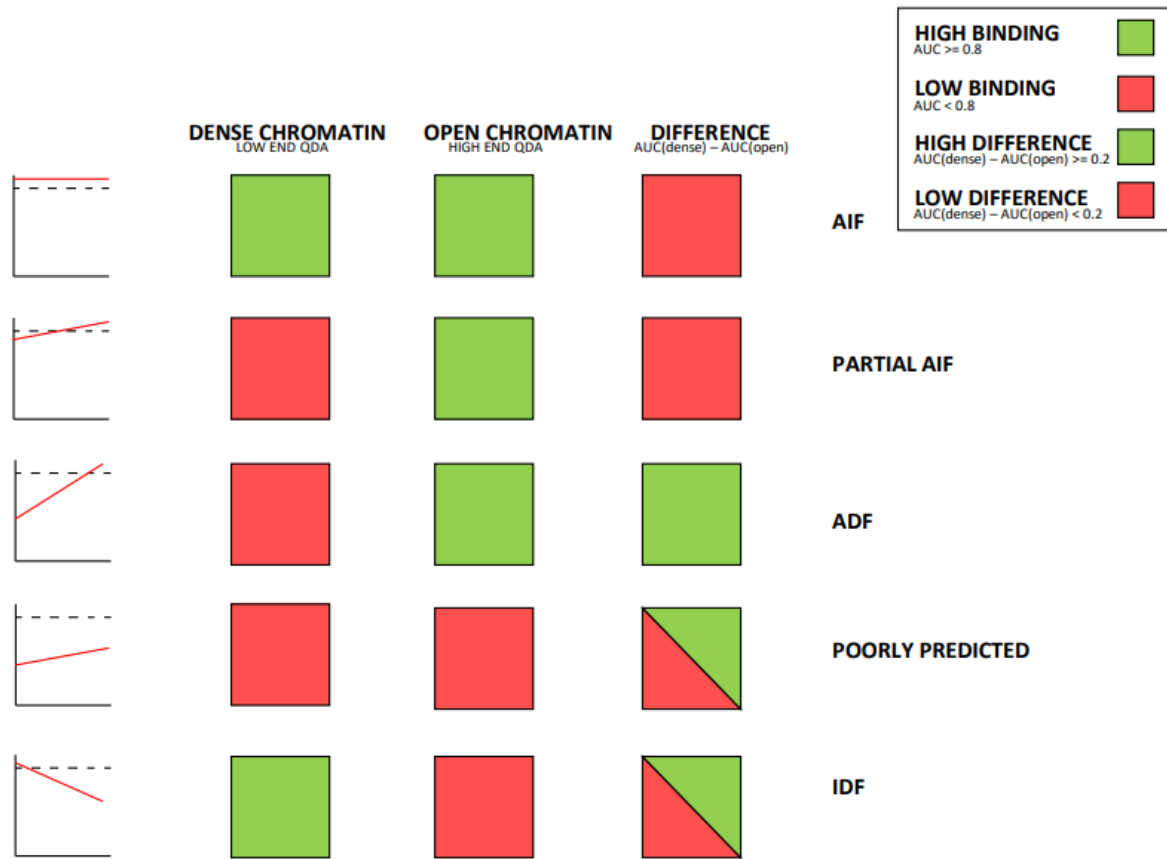 HIGH BINDING
AUC >= 0.8
LOW BINDING
AUC < 0.8
HIGH DIFFERENCE
AUC(dense) – AUC(open) >= 0.2
LOW DIFFERENCE
AUC(dense) – AUC(open) < 0.2
DENSE CHROMATIN
LOW END QDA
OPEN CHROMATIN
HIGH END QDA
DIFFERENCE
AUC(dense) – AUC(open)
AIF
PARTIAL AIF
ADF
POORLY PREDICTED
IDF